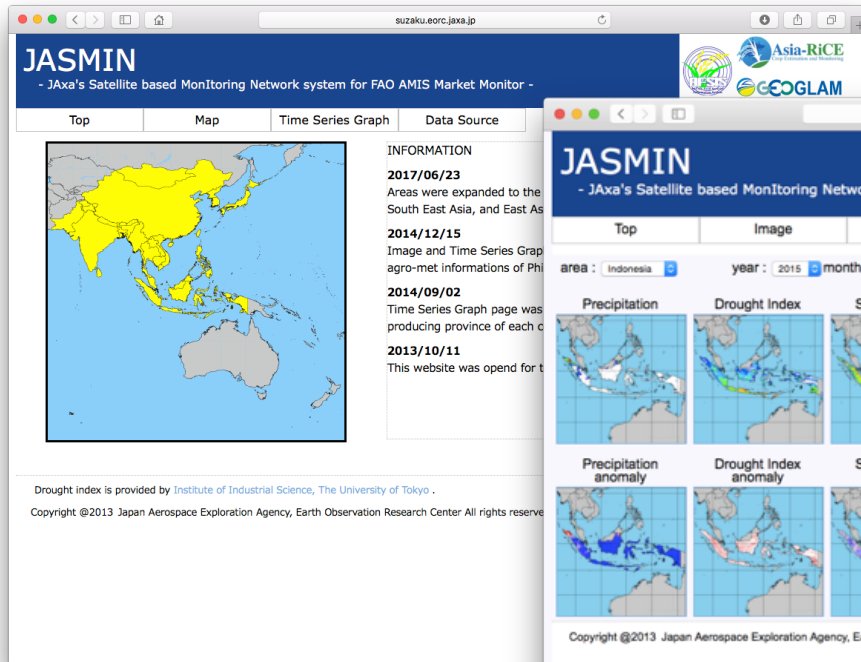 suzaku.eorc.jaxa.jp
JASMIN
- JAxa's Satellite based MonItoring Network system for FAO AMIS Market Monitor -
Asia-RiCE
Crop Estimation and Monitoring
GEOGLAM
Top Map Time Series Graph Data Source
INFORMATION
2017/06/23
Areas were expanded to the
South East Asia, and East As
2014/12/15
Image and Time Series Grap
agro-met informations of Phi
2014/09/02
Time Series Graph page was
producing province of each c
2013/10/11
This website was opend for t
Drought index is provided by Institute of Industrial Science, The University of Tokyo .
Copyright @2013 Japan Aerospace Exploration Agency, Earth Observation Research Center All rights reserve
JASMIN
- JAxa's Satellite based MonItoring Netwo
Top Image
area : Indonesia year : 2015 month
Precipitation Drought Index S
Precipitation anomaly Drought Index anomaly S
Copyright @2013 Japan Aerospace Exploration Agency, Ea